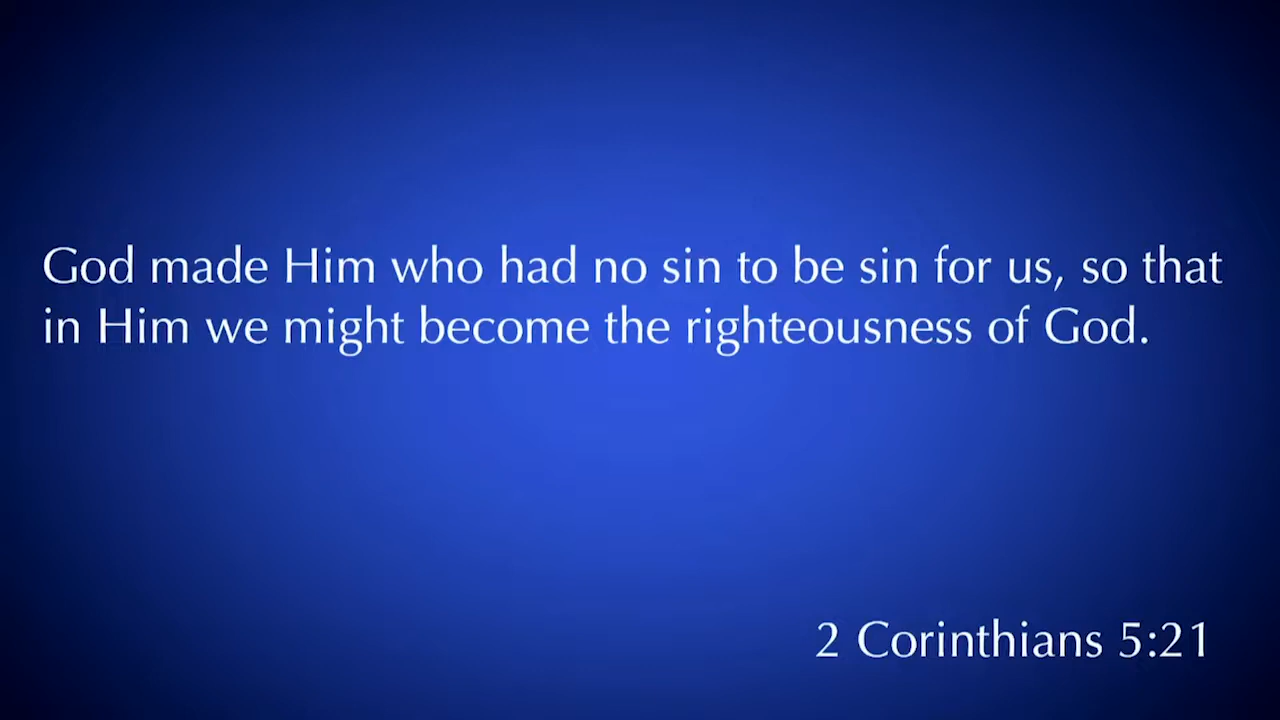 God made Him who had no sin to be sin for us, so that
in Him we might become the righteousness of God.
2 Corinthians 5:21